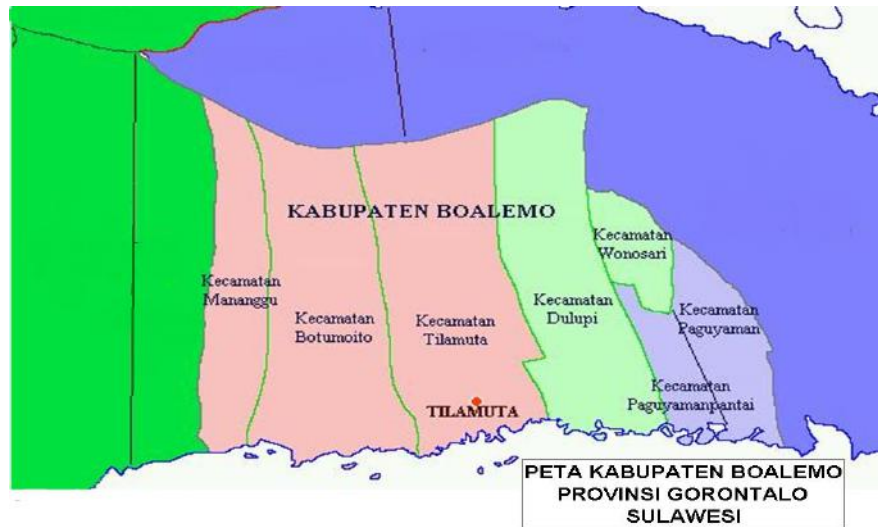 KABUPATEN BOALEMO
Kecamatan
Wonosari
Kecamatan
Mananggu
Kecamatan
Botumoito
Kecamatan
Tilamuta
Kecamatan
Dulupi
Kecamatan
Paguyaman
Kecamatan
Paguyamanpantai
TILAMUTA
PETA KABUPATEN BOALEMO
PROVINSI GORONTALO
SULAWESI